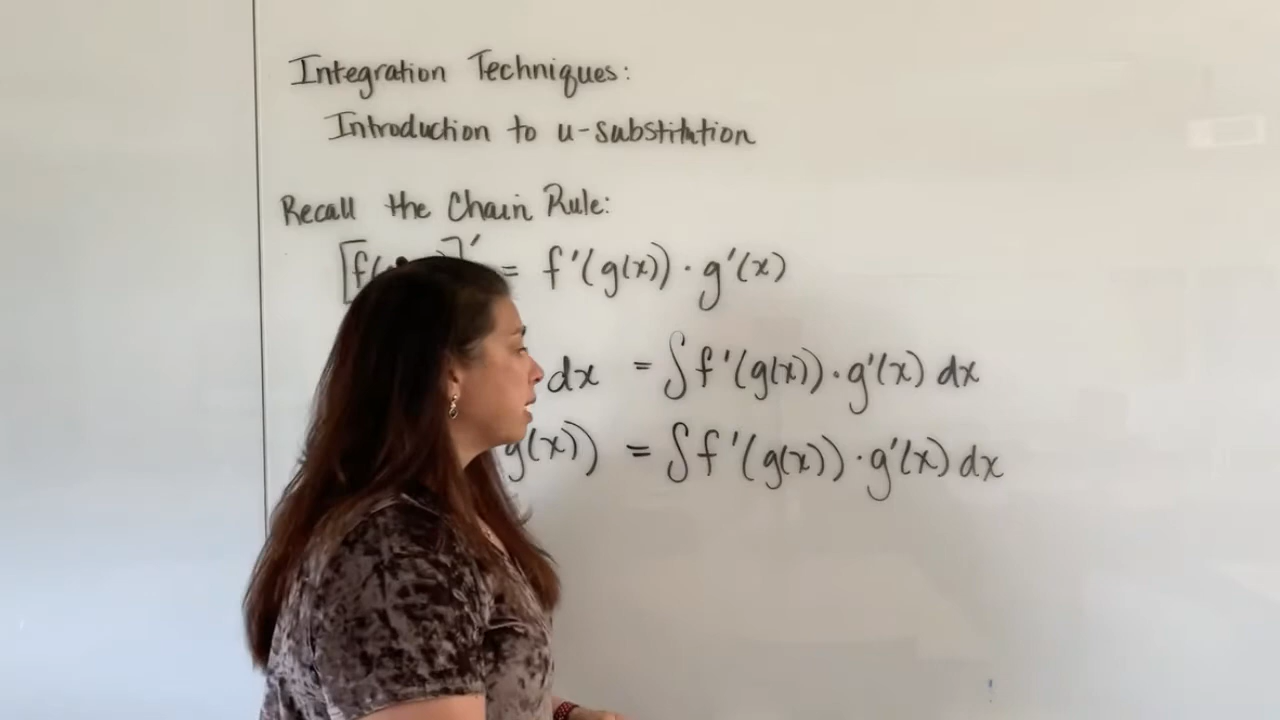 Integration Techniques:
Introduction to u-substitution
Recall the Chain Rule:
[f( ]' = f'(g(x)) · g'(x)
dx = ∫f'(g(x)) · g'(x) dx
g(x)) = ∫f'(g(x)) · g'(x) dx